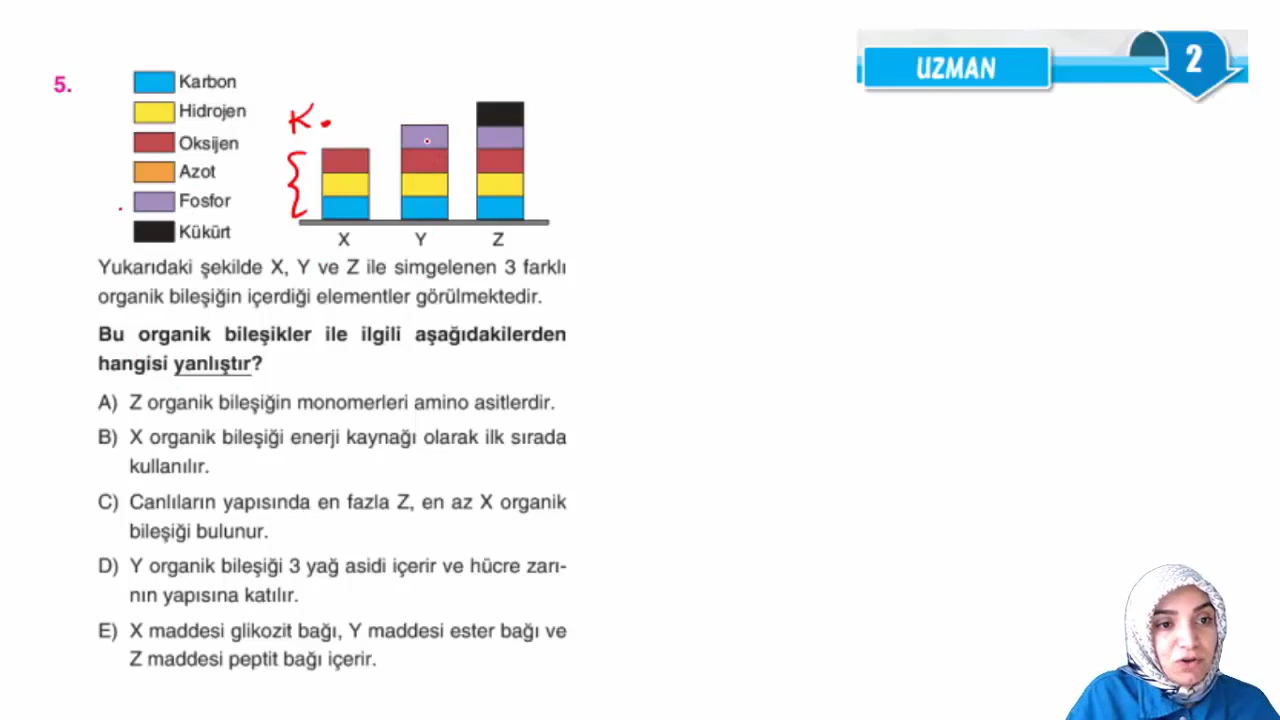 UZMAN
2
5.
Karbon
Hidrojen
Oksijen
Azot
Fosfor
Kükürt
K.
X Y Z
Yukarıdaki şekilde X, Y ve Z ile simgelenen 3 farklı
organik bileşiğin içerdiği elementler görülmektedir.
Bu organik bileşikler ile ilgili aşağıdakilerden
hangisi yanlıştır?
A) Z organik bileşiğin monomerleri amino asitlerdir.
B) X organik bileşiği enerji kaynağı olarak ilk sırada
kullanılır.
C) Canlıların yapısında en fazla Z, en az X organik
bileşiği bulunur.
D) Y organik bileşiği 3 yağ asidi içerir ve hücre zarı-
nın yapısına katılır.
E) X maddesi glikozit bağı, Y maddesi ester bağı ve
Z maddesi peptit bağı içerir.